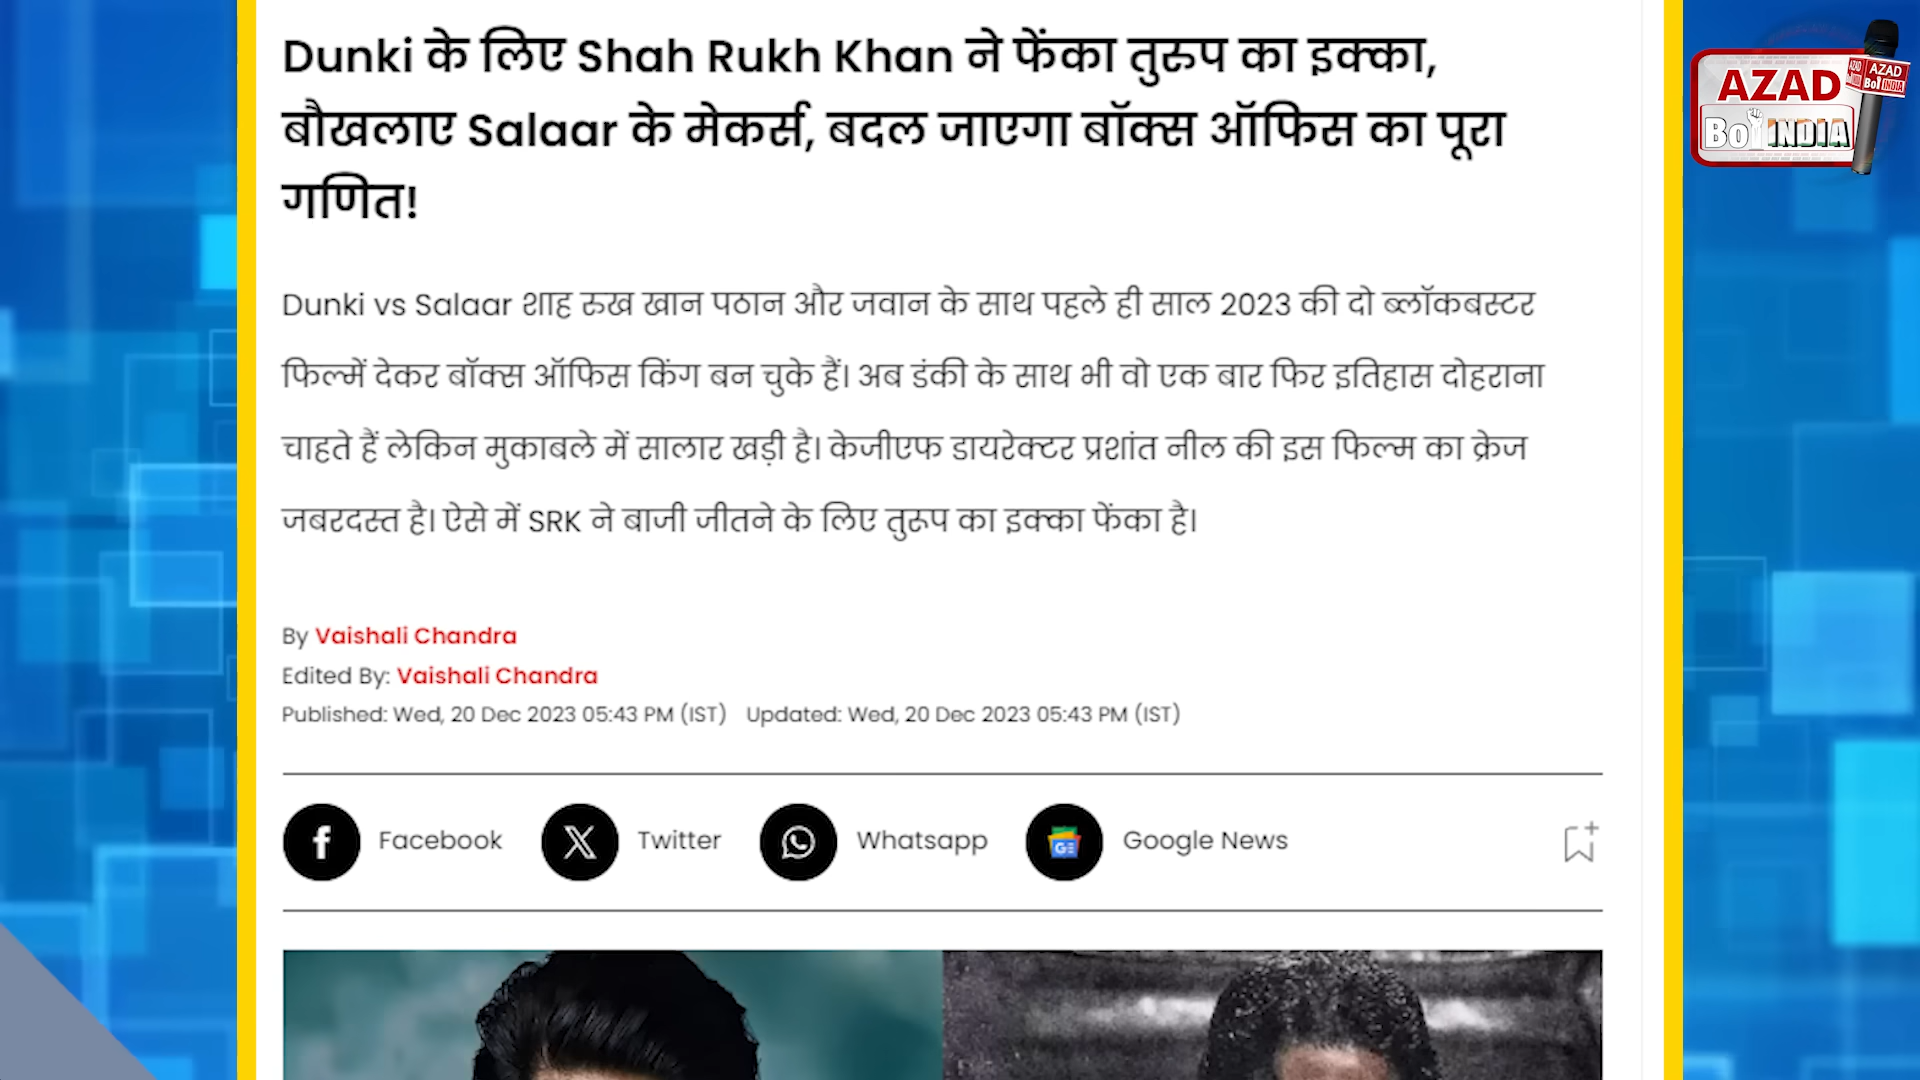 Dunki के लिए Shah Rukh Khan ने फेंका तुरुप का इक्का,
बौखलाए Salaar के मेकर्स, बदल जाएगा बॉक्स ऑफिस का पूरा
गणित!
Dunki vs Salaar शाह रुख खान पठान और जवान के साथ पहले ही साल 2023 की दो ब्लॉकबस्टर
फिल्में देकर बॉक्स ऑफिस किंग बन चुके हैं। अब डंकी के साथ भी वो एक बार फिर इतिहास दोहराना
चाहते हैं लेकिन मुकाबले में सालार खड़ी है। केजीएफ डायरेक्टर प्रशांत नील की इस फिल्म का क्रेज
जबरदस्त है। ऐसे में SRK ने बाजी जीतने के लिए तुरूप का इक्का फेंका है।
By Vaishali Chandra
Edited By: Vaishali Chandra
Published: Wed, 20 Dec 2023 05:43 PM (IST) Updated: Wed, 20 Dec 2023 05:43 PM (IST)
Facebook Twitter Whatsapp Google News
AZAD
Bol INDIA
AZAD
Bol INDIA